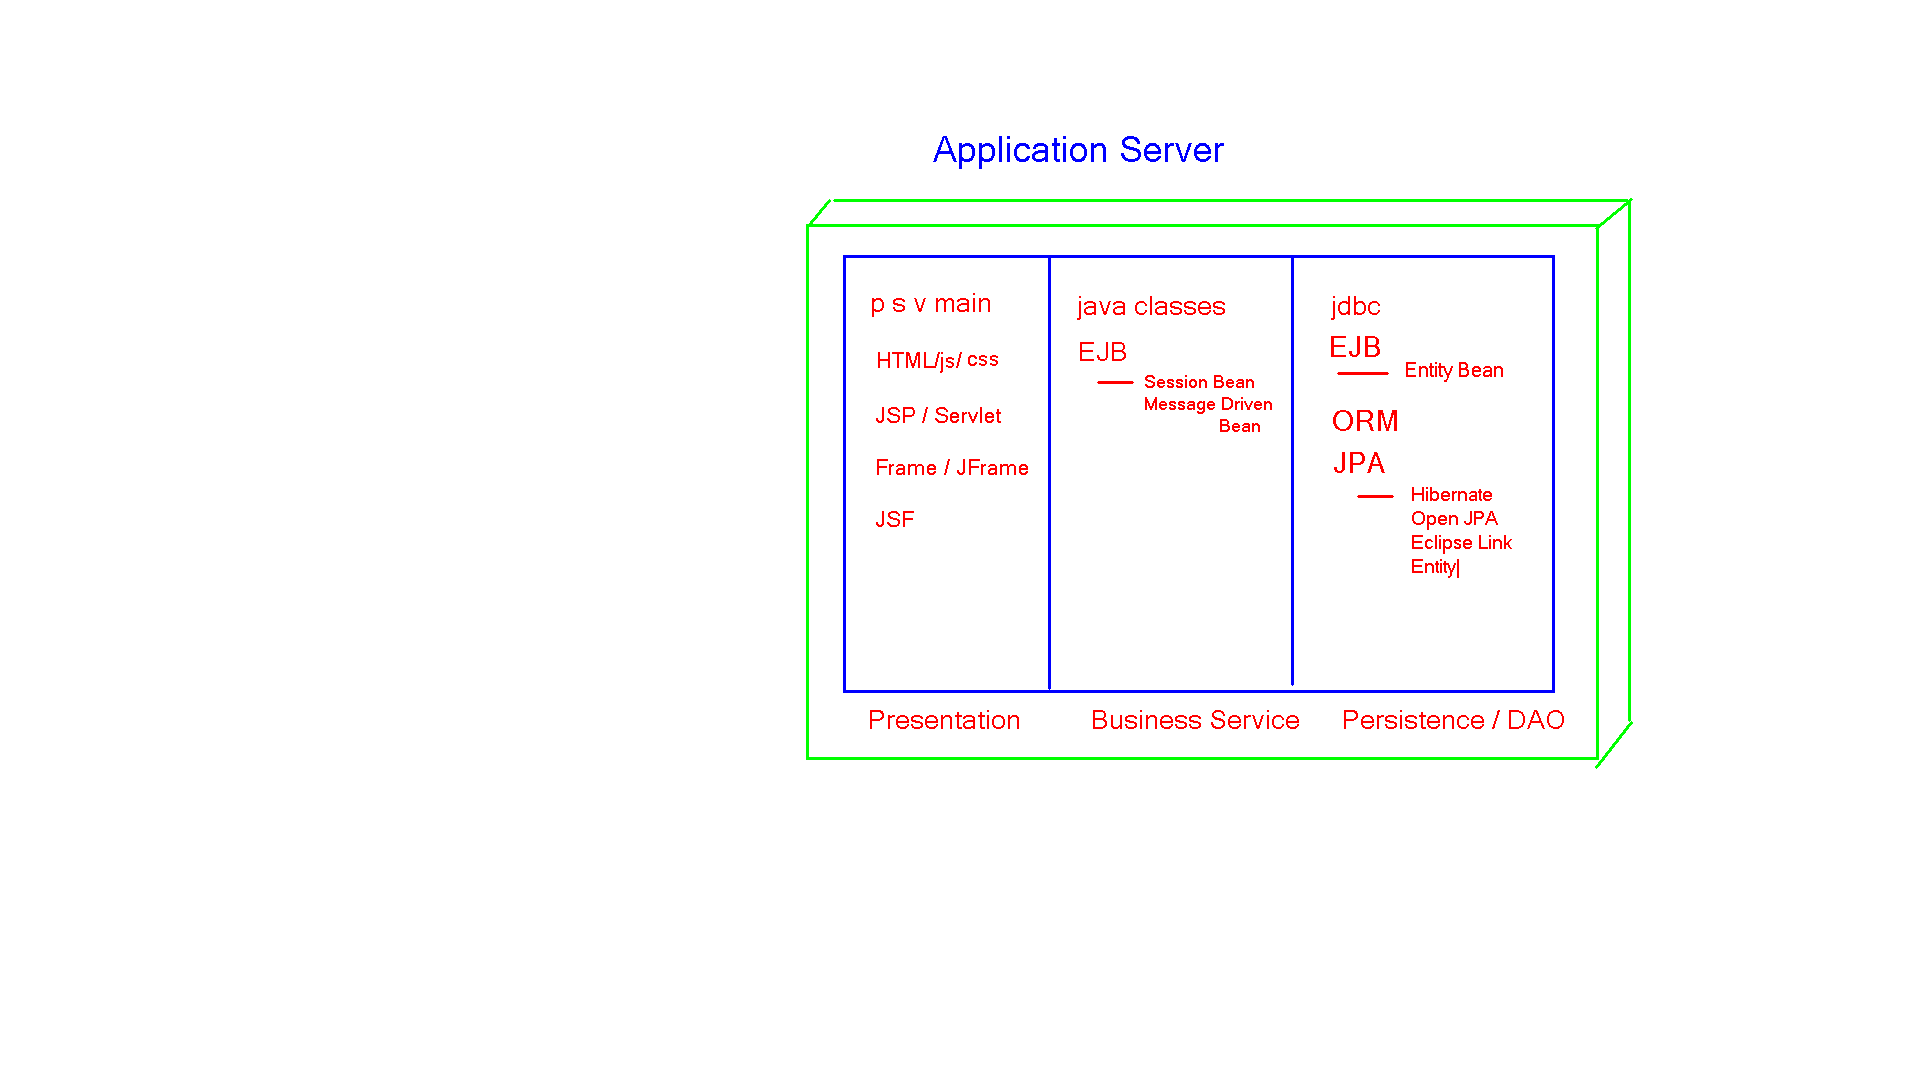 Application Server
p s v main
HTML/js/ css
JSP / Servlet
Frame / JFrame
JSF
Presentation
java classes
EJB
Session Bean
Message Driven
Bean
Business Service
jdbc
EJB
Entity Bean
ORM
JPA
Hibernate
Open JPA
Eclipse Link
Entity
Persistence / DAO